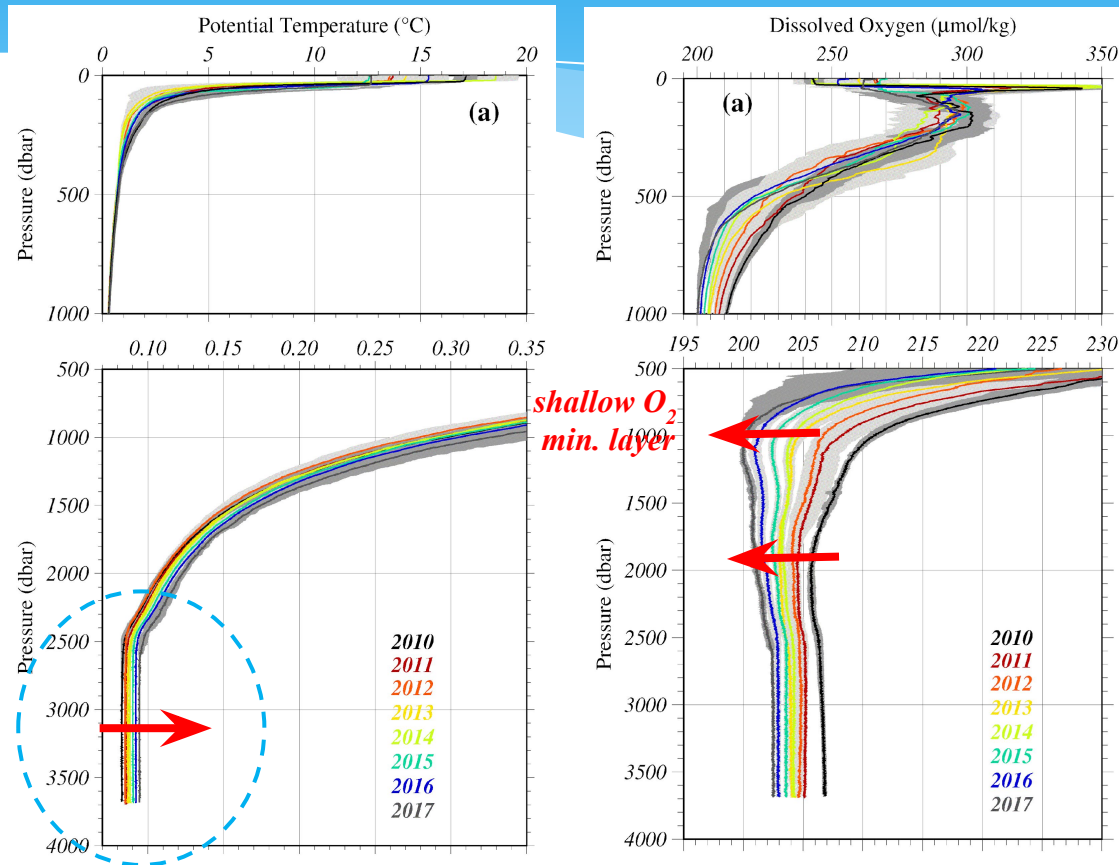 Potential Temperature (°C)
0 5 10 15 20
0
500
1000
Pressure (dbar)
(a)
Dissolved Oxygen (µmol/kg)
200 250 300 350
0
500
1000
Pressure (dbar)
(a)
0.10 0.15 0.20 0.25 0.30 0.35
500
1000
1500
2000
2500
3000
3500
4000
Pressure (dbar)
2010
2011
2012
2013
2014
2015
2016
2017
shallow O₂
min. layer
195 200 205 210 215 220 225 230
500
1000
1500
2000
2500
3000
3500
4000
Pressure (dbar)
2010
2011
2012
2013
2014
2015
2016
2017